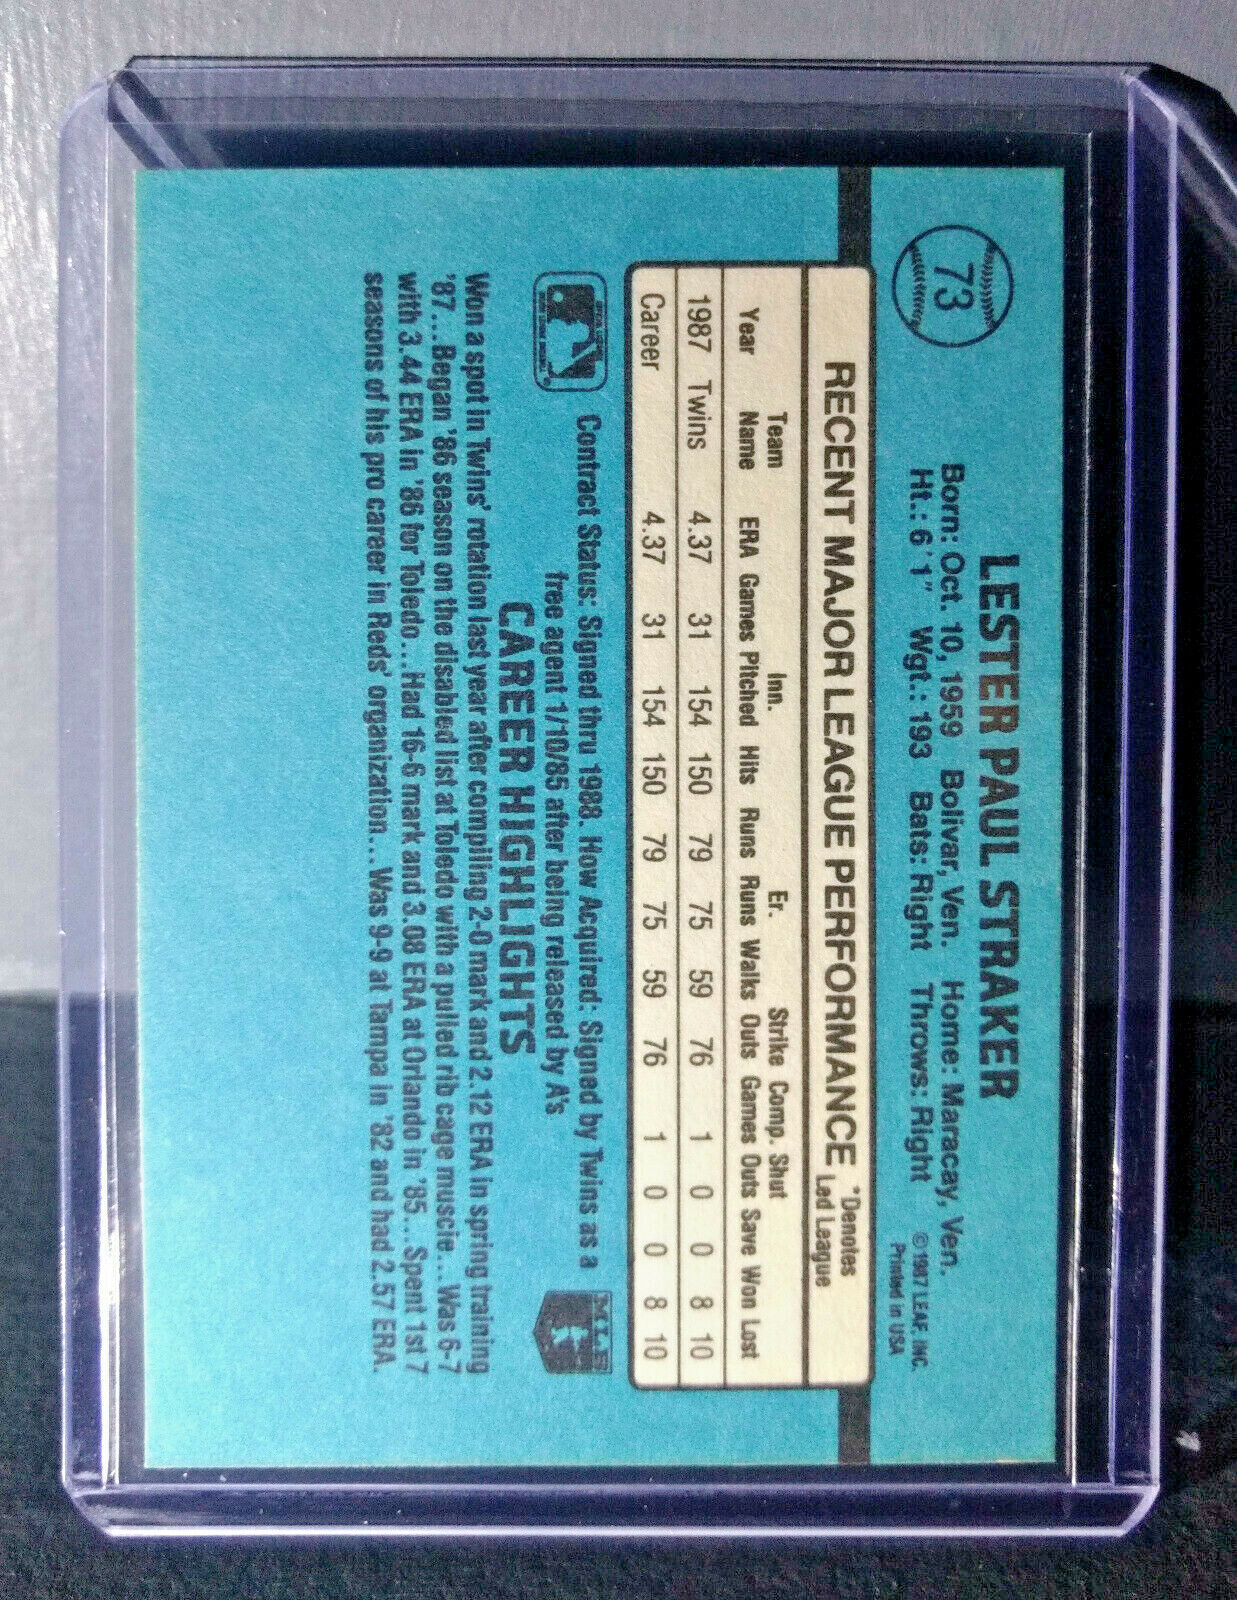 73
LESTER PAUL STRAKER
Born: Oct. 10, 1959 Bolivar, Ven. Home: Maracay, Ven.
Ht.: 6'1" Wgt.: 193 Bats: Right Throws: Right
©1987 LEAF, INC.
Printed in USA
RECENT MAJOR LEAGUE PERFORMANCE *Denotes
Led League
Team Inn. Er. Strike Comp. Shut
Year Name ERA Games Pitched Hits Runs Runs Walks Outs Games Outs Save Won Lost
1987 Twins 4.37 31 154 150 79 75 59 76 1 0 0 8 10
Career 4.37 31 154 150 79 75 59 76 1 0 0 8 10
Contract Status: Signed thru 1988. How Acquired: Signed by Twins as a
free agent 1/10/85 after being released by A's
MLB
CAREER HIGHLIGHTS
Won a spot in Twins' rotation last year after compiling 2-0 mark and 2.12 ERA in spring training
'87...Began '86 season on the disabled list at Toledo with a pulled rib cage muscle...Was 6-7
with 3.44 ERA in '86 for Toledo...Had 16-6 mark and 3.08 ERA at Orlando in '85...Spent 1st 7
seasons of his pro career in Reds' organization...Was 9-9 at Tampa in '82 and had 2.57 ERA.